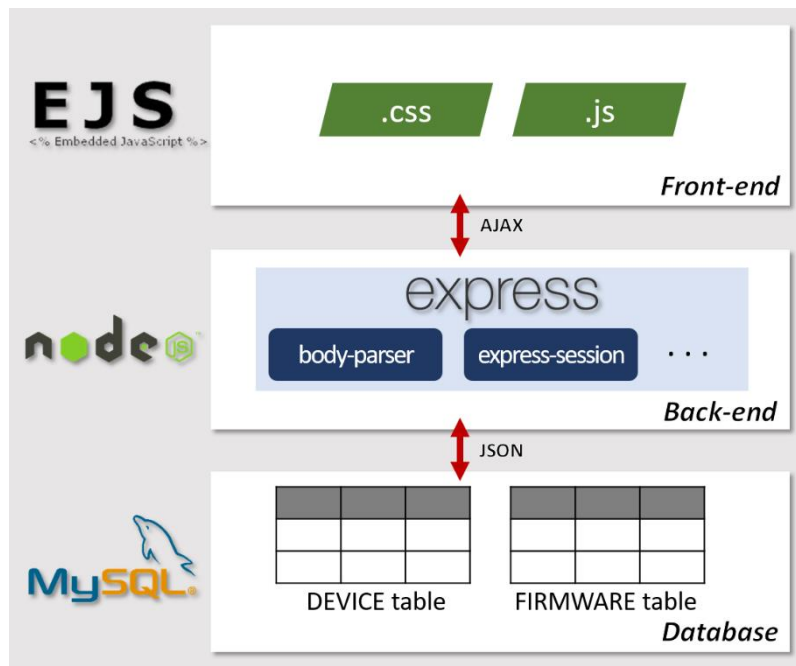 EJS
<% Embedded JavaScript %>
.css
.js
Front-end
AJAX
node
JS
™
express
body-parser
express-session
. . .
Back-end
JSON
MySQL®
DEVICE table
FIRMWARE table
Database